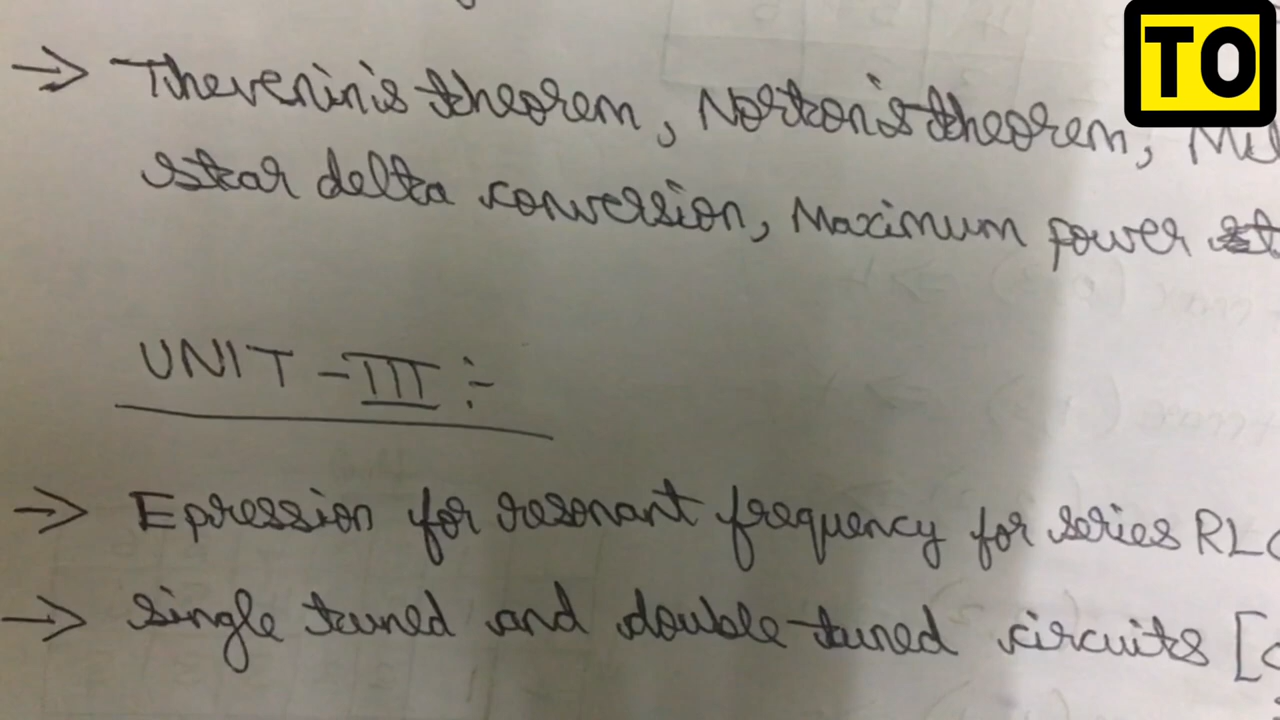 TO
→ Thevenin's theorem, Norton's theorem,
star delta conversion, Maximum power
UNIT - III :-
→ Epression for resonant frequency for series RLC
→ single tuned and double tuned circuits [